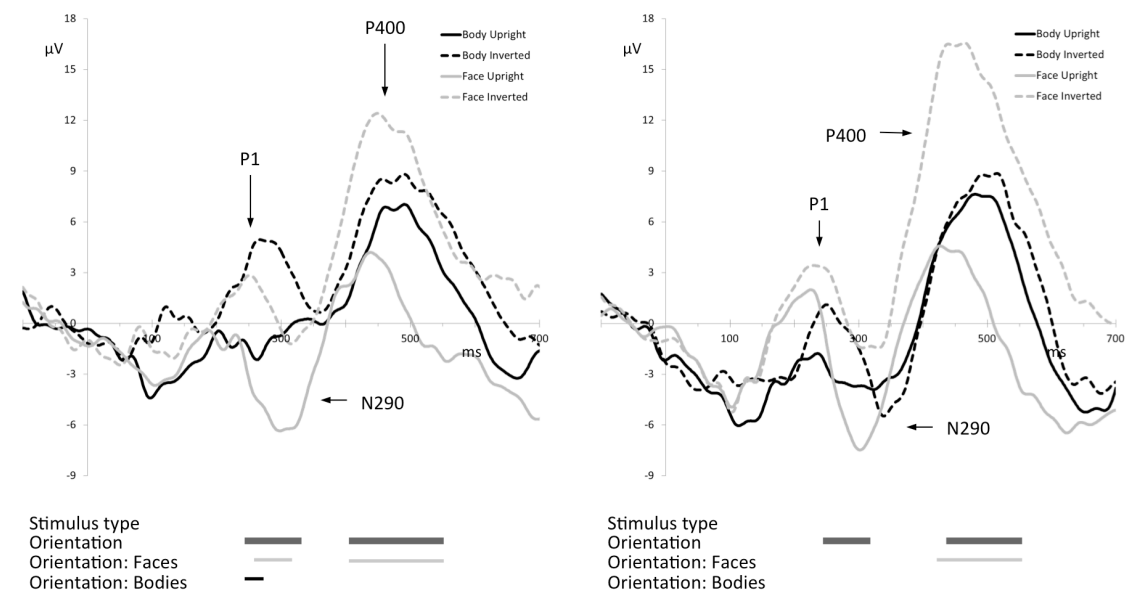 18
15
12
9
6
3
0
-3
-6
-9
μV
P400
P1
N290
Body Upright
Body Inverted
Face Upright
Face Inverted
100
300
500
700
ms
Stimulus type
Orientation
Orientation: Faces
Orientation: Bodies
18
15
12
9
6
3
0
-3
-6
-9
μV
P400
P1
N290
Body Upright
Body Inverted
Face Upright
Face Inverted
100
300
500
700
ms
Stimulus type
Orientation
Orientation: Faces
Orientation: Bodies